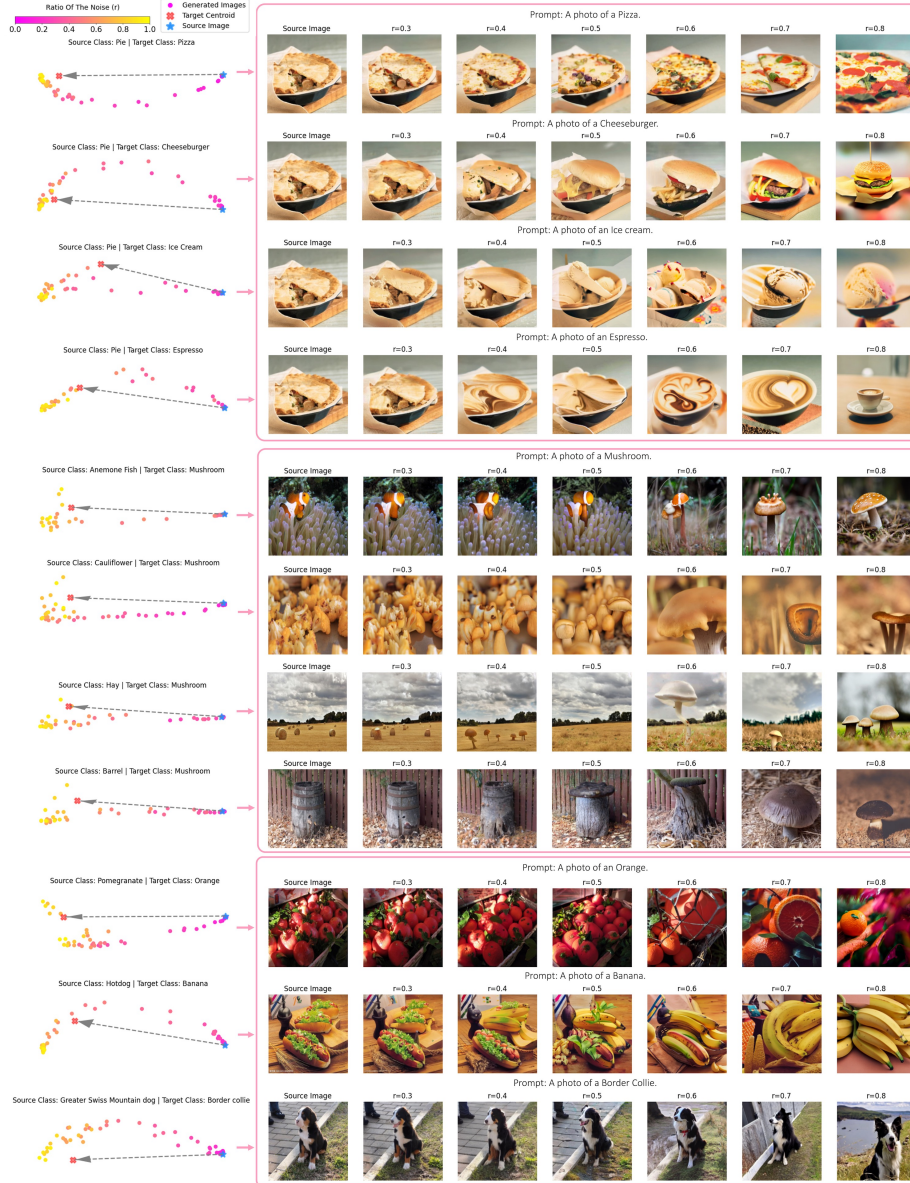 Ratio Of The Noise (r)
0.0 0.2 0.4 0.6 0.8 1.0
Generated Images
Target Centroid
Source Image
Source Class: Pie | Target Class: Pizza
Prompt: A photo of a Pizza.
Source Image r=0.3 r=0.4 r=0.5 r=0.6 r=0.7 r=0.8
Source Class: Pie | Target Class: Cheeseburger
Prompt: A photo of a Cheeseburger.
Source Image r=0.3 r=0.4 r=0.5 r=0.6 r=0.7 r=0.8
Source Class: Pie | Target Class: Ice Cream
Prompt: A photo of an Ice cream.
Source Image r=0.3 r=0.4 r=0.5 r=0.6 r=0.7 r=0.8
Source Class: Pie | Target Class: Espresso
Prompt: A photo of an Espresso.
Source Image r=0.3 r=0.4 r=0.5 r=0.6 r=0.7 r=0.8
Source Class: Anemone Fish | Target Class: Mushroom
Prompt: A photo of a Mushroom.
Source Image r=0.3 r=0.4 r=0.5 r=0.6 r=0.7 r=0.8
Source Class: Cauliflower | Target Class: Mushroom
Source Image r=0.3 r=0.4 r=0.5 r=0.6 r=0.7 r=0.8
Source Class: Hay | Target Class: Mushroom
Source Image r=0.3 r=0.4 r=0.5 r=0.6 r=0.7 r=0.8
Source Class: Barrel | Target Class: Mushroom
Source Image r=0.3 r=0.4 r=0.5 r=0.6 r=0.7 r=0.8
Source Class: Pomegranate | Target Class: Orange
Prompt: A photo of an Orange.
Source Image r=0.3 r=0.4 r=0.5 r=0.6 r=0.7 r=0.8
Source Class: Hotdog | Target Class: Banana
Prompt: A photo of a Banana.
Source Image r=0.3 r=0.4 r=0.5 r=0.6 r=0.7 r=0.8
Source Class: Greater Swiss Mountain dog | Target Class: Border collie
Prompt: A photo of a Border Collie.
Source Image r=0.3 r=0.4 r=0.5 r=0.6 r=0.7 r=0.8